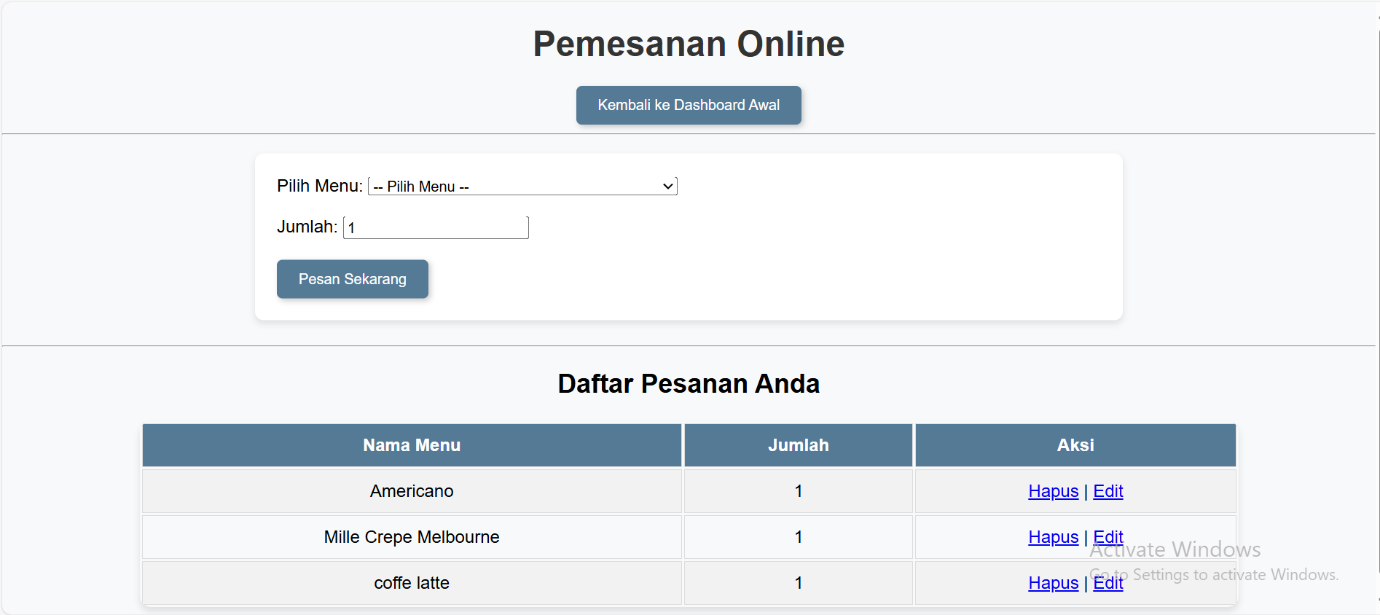 Pemesanan Online
Kembali ke Dashboard Awal
Pilih Menu: -- Pilih Menu --
Jumlah: 1
Pesan Sekarang
Daftar Pesanan Anda
Nama Menu Jumlah Aksi
Americano 1 Hapus | Edit
Mille Crepe Melbourne 1 Hapus | Edit
Activate Windows
coffe latte 1 Hapus | Edit
Go to Settings to activate Windows.